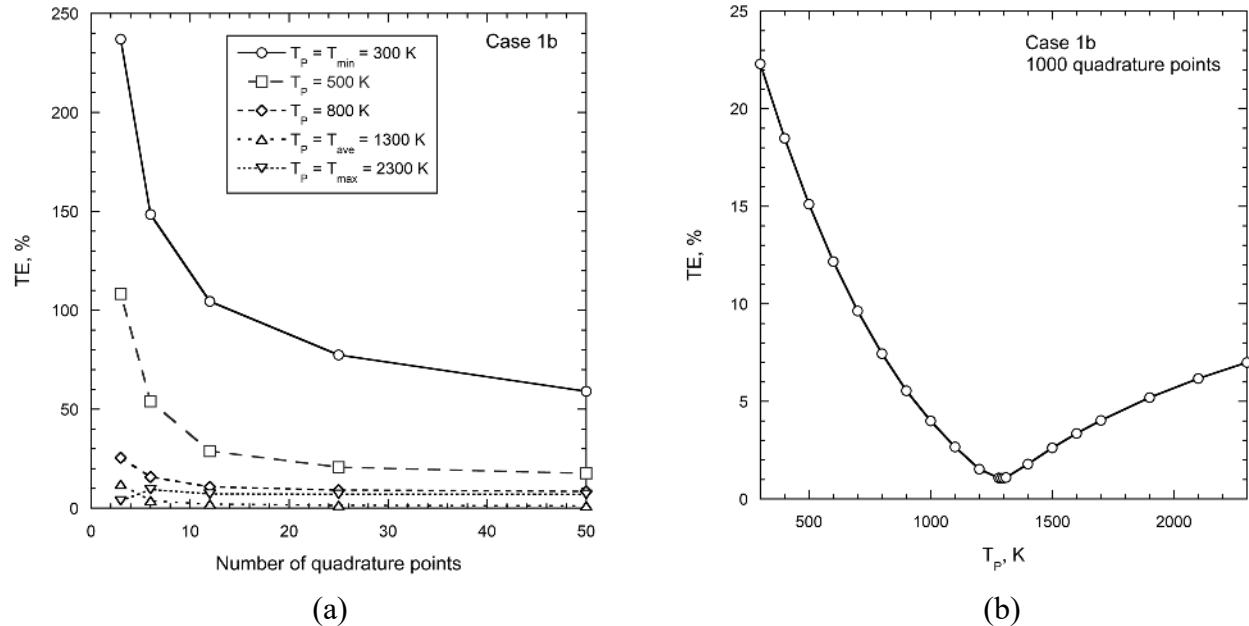 250
200
150
100
50
0
TE, %
Case 1b
T_P = T_min = 300 K
T_P = 500 K
T_P = 800 K
T_P = T_ave = 1300 K
T_P = T_max = 2300 K
0 10 20 30 40 50
Number of quadrature points
(a)
25
20
15
10
5
0
TE, %
Case 1b
1000 quadrature points
500 1000 1500 2000
T_P, K
(b)